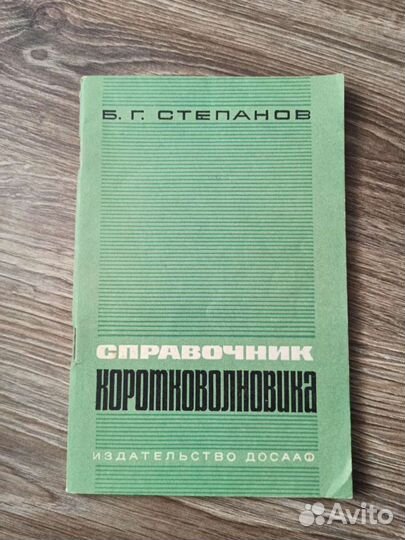 Б. Г. СТЕПАНОВ
СПРАВОЧНИК
КОРОТКОВОЛНОВИКА
ИЗДАТЕЛЬСТВО ДОСААФ
Avito